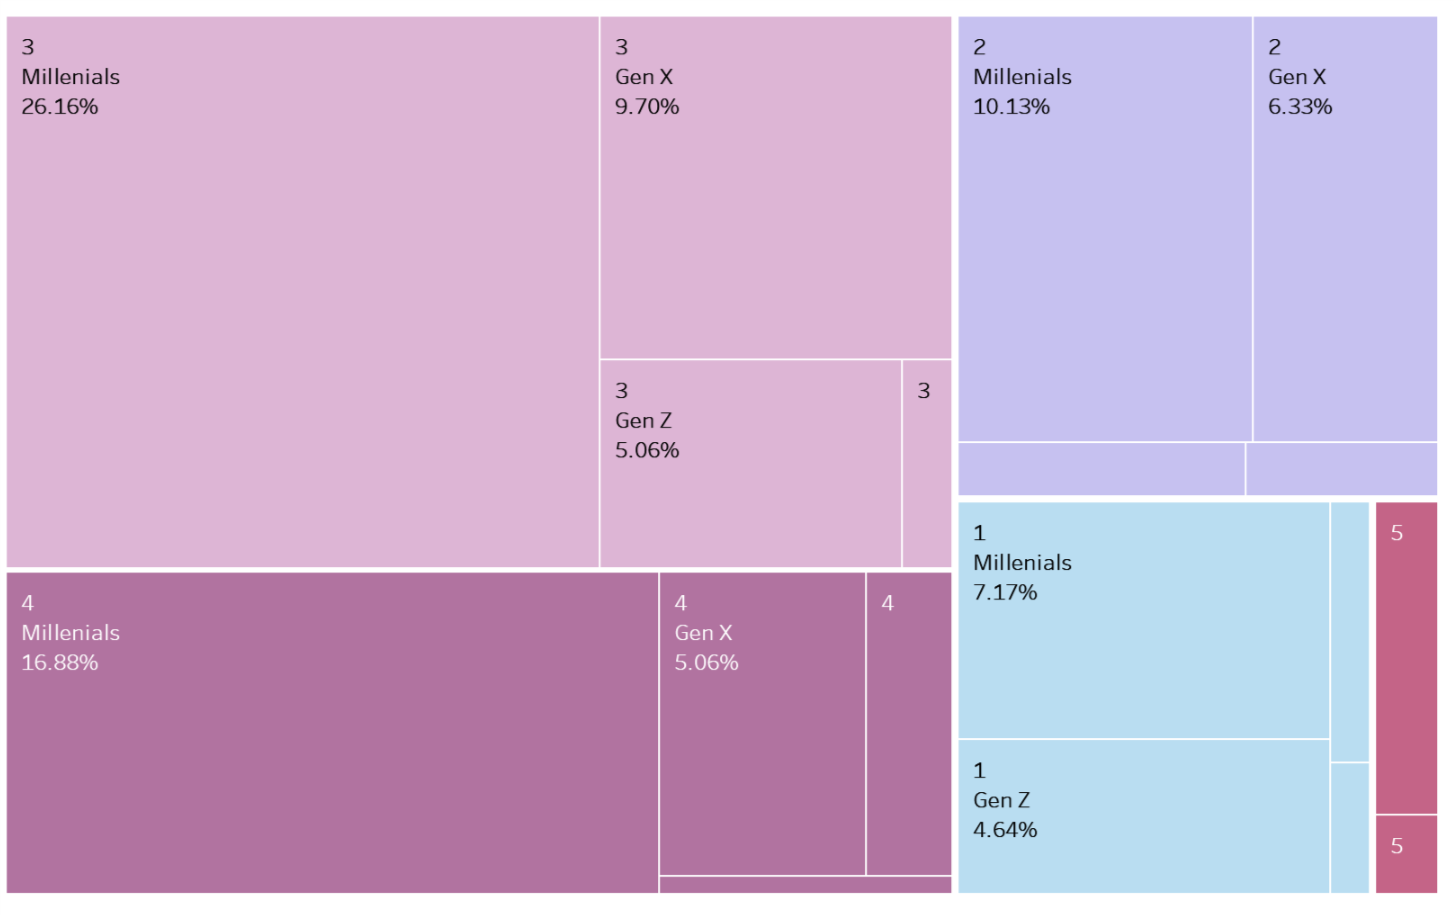 3
Millenials
26.16%
3
Gen X
9.70%
3
Gen Z
5.06%
3
4
Millenials
16.88%
4
Gen X
5.06%
4
2
Millenials
10.13%
2
Gen X
6.33%
1
Millenials
7.17%
1
Gen Z
4.64%
5
5